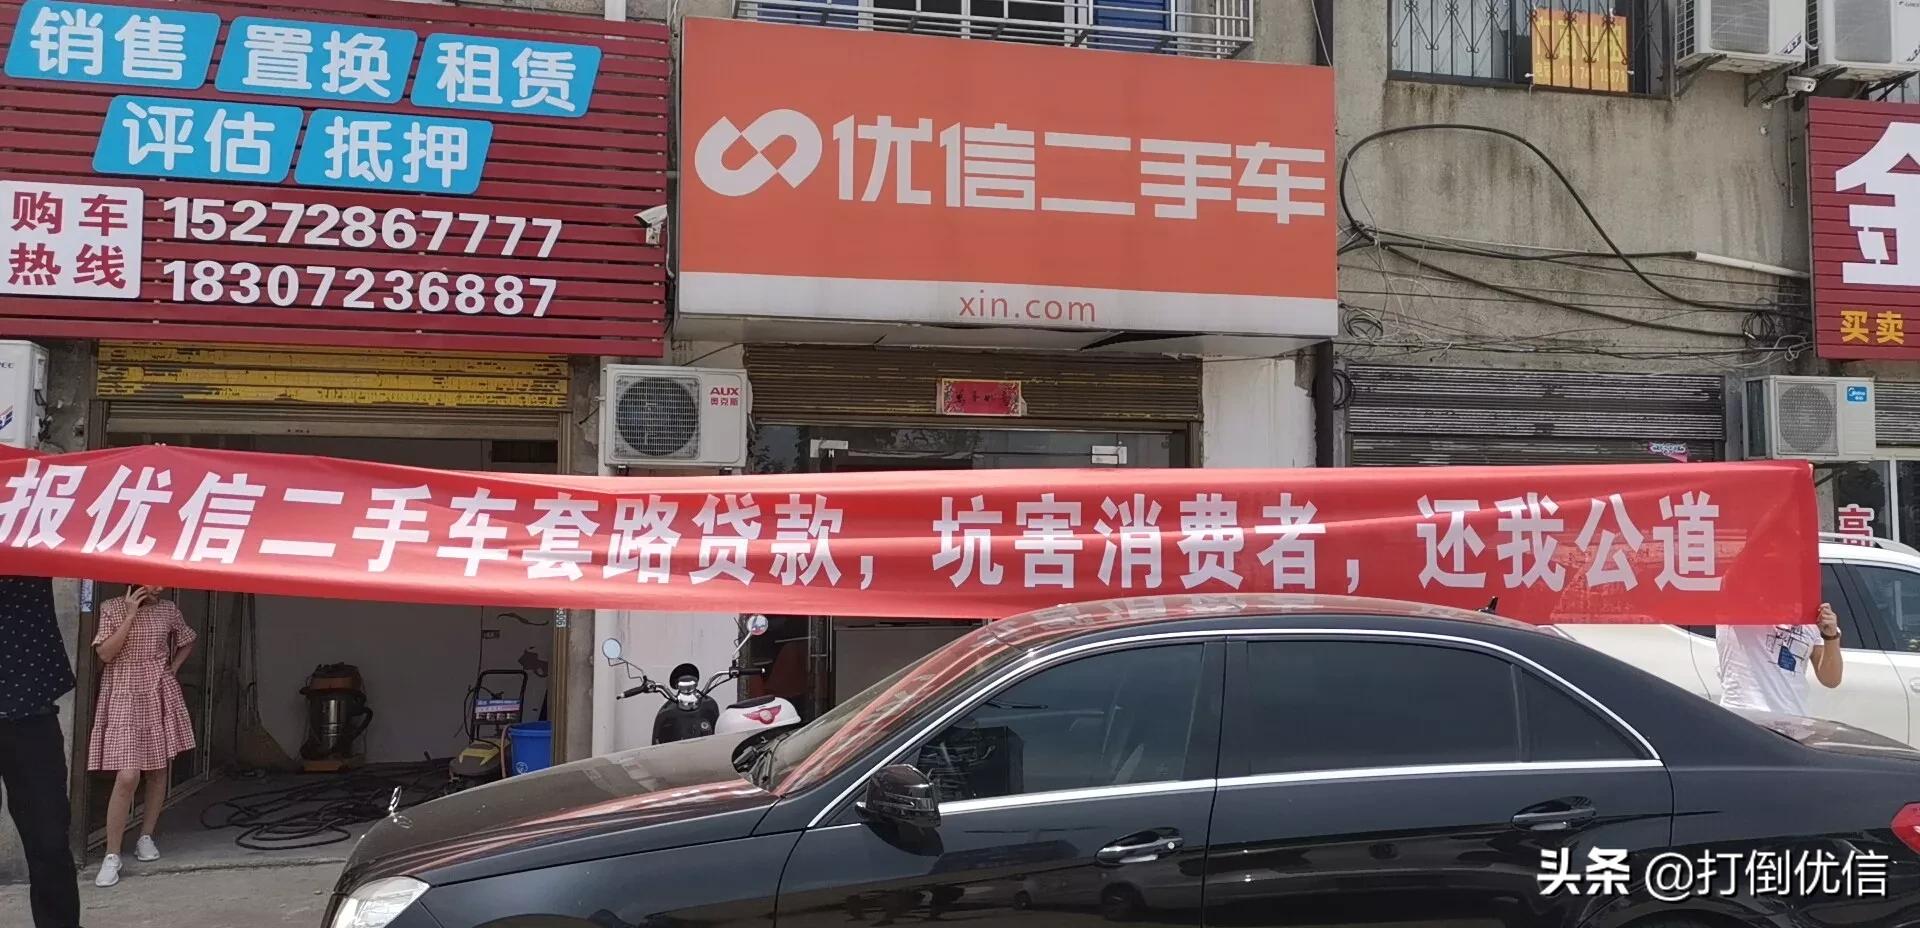 销售 置换 租赁
评估 抵押
购车热线
15272867777
18307236887
优信二手车
xin.com
AUX
奥克斯
买卖
高
报优信二手车套路贷款，坑害消费者，还我公道
头条 @打倒优信